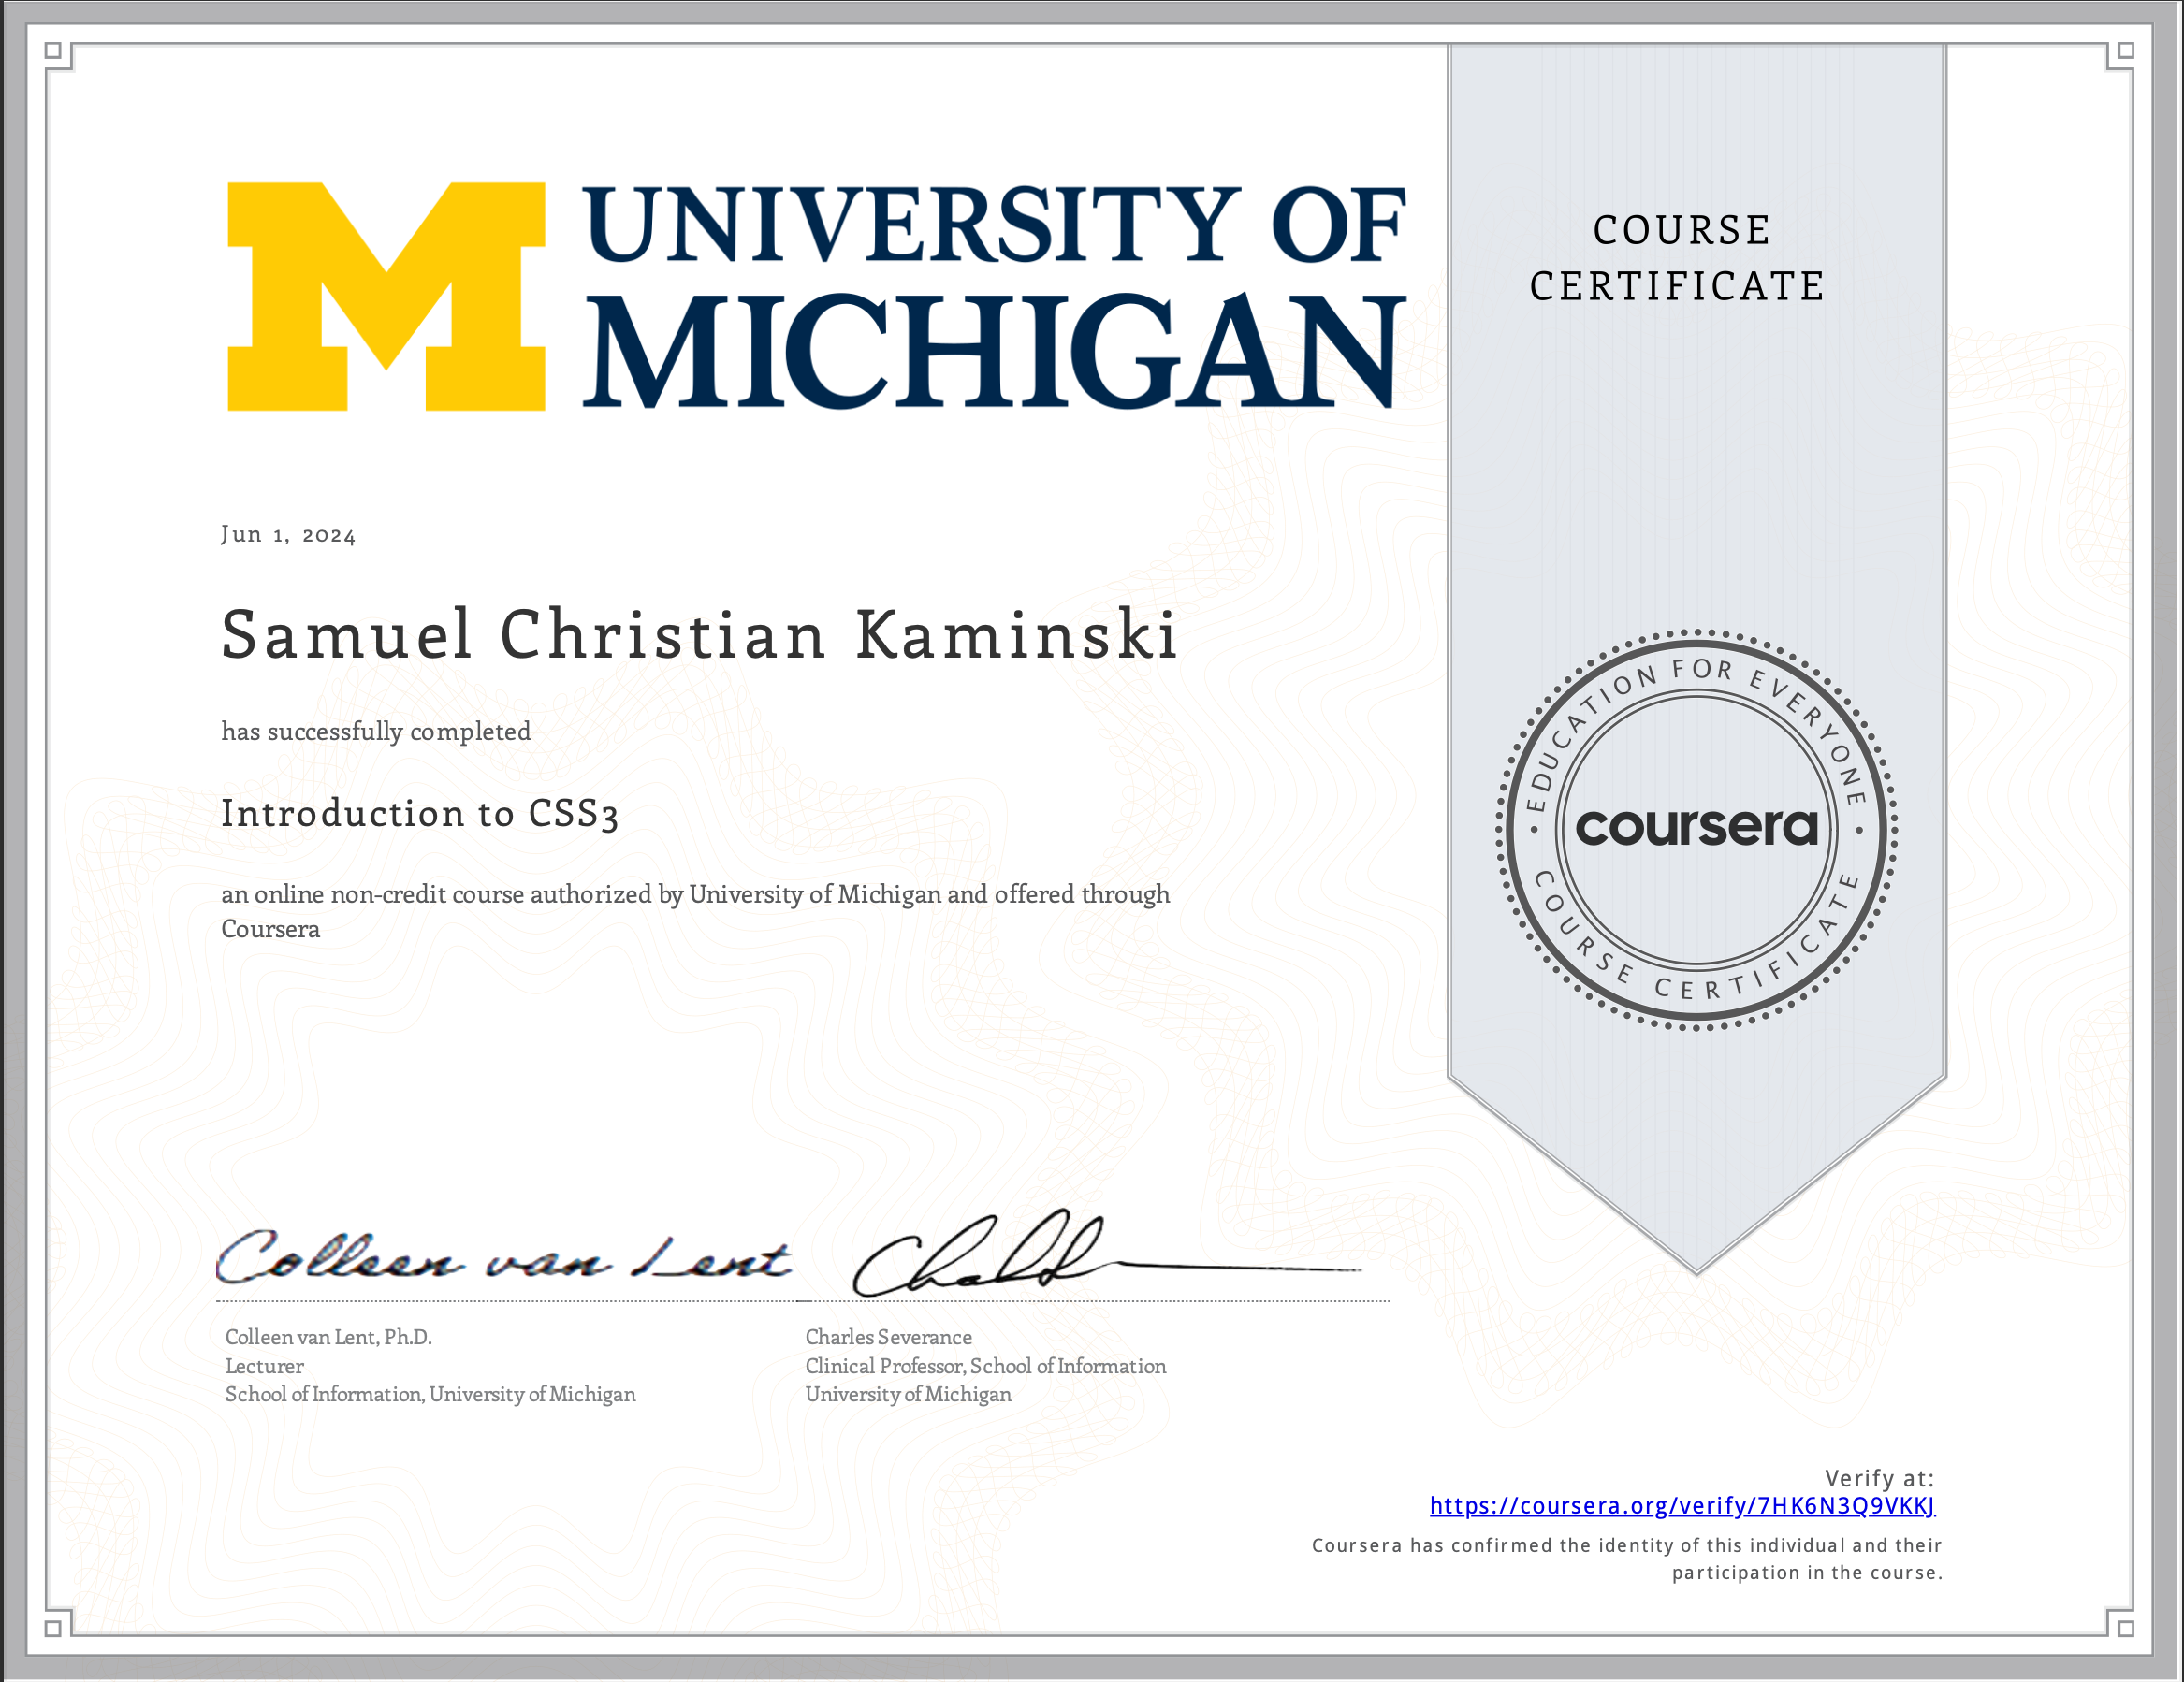 UNIVERSITY OF
MICHIGAN
COURSE
CERTIFICATE
Jun 1, 2024
Samuel Christian Kaminski
has successfully completed
Introduction to CSS3
an online non-credit course authorized by University of Michigan and offered through
Coursera
EDUCATION FOR EVERYONE
coursera
COURSE CERTIFICATE
Colleen van Lent
Colleen van Lent, Ph.D.
Lecturer
School of Information, University of Michigan
Charles Severance
Clinical Professor, School of Information
University of Michigan
Verify at:
https://coursera.org/verify/7HK6N3Q9VKKJ
Coursera has confirmed the identity of this individual and their
participation in the course.